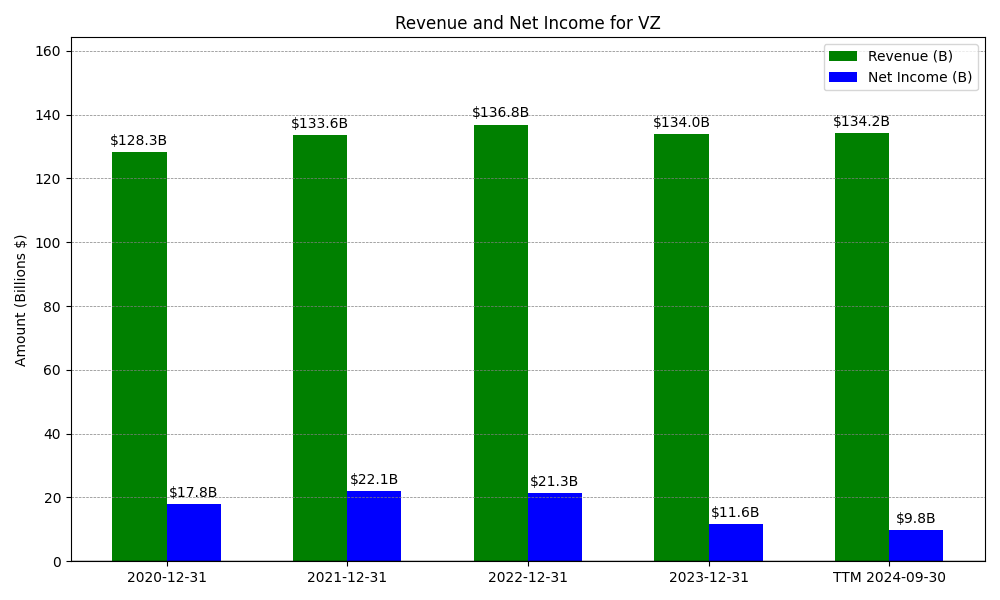 Revenue and Net Income for VZ
Revenue (B)
Net Income (B)
Amount (Billions $)
160
140
120
100
80
60
40
20
0
$128.3B
$133.6B
$136.8B
$134.0B
$134.2B
$17.8B
$22.1B
$21.3B
$11.6B
$9.8B
2020-12-31
2021-12-31
2022-12-31
2023-12-31
TTM 2024-09-30